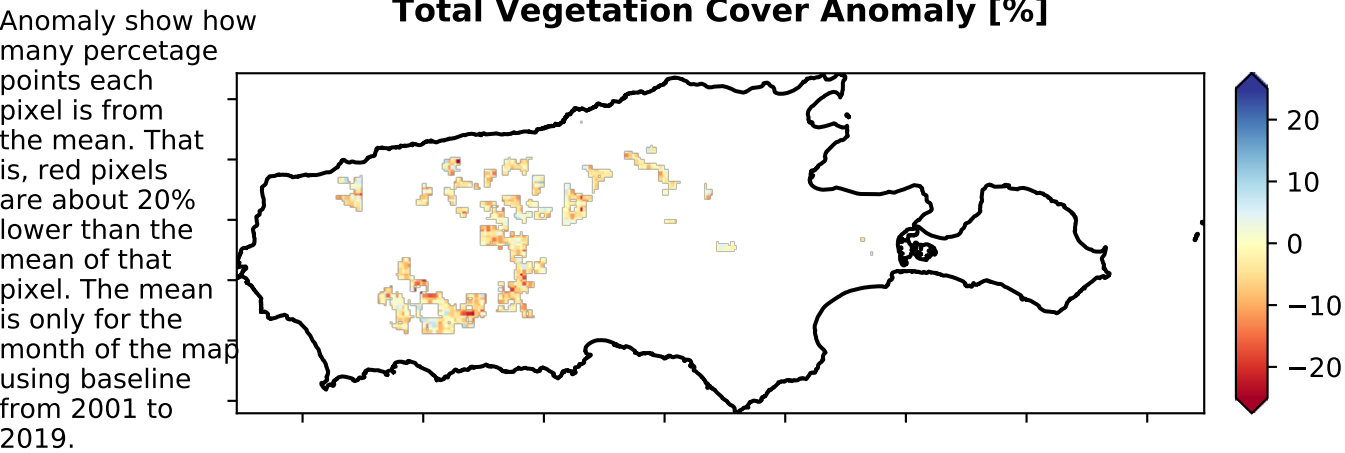 Total Vegetation Cover Anomaly [%]
Anomaly show how
many percetage
points each
pixel is from
the mean. That
is, red pixels
are about 20%
lower than the
mean of that
pixel. The mean
is only for the
month of the map
using baseline
from 2001 to
2019.
20
10
0
−10
−20